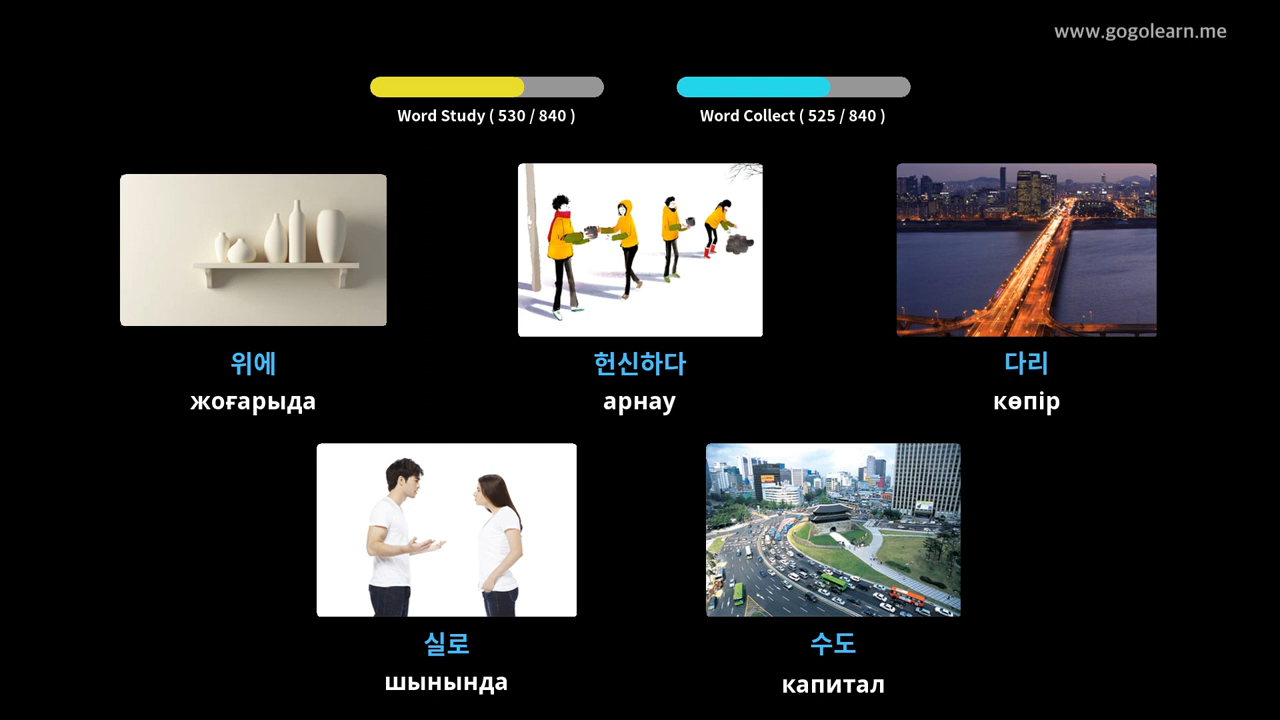 www.gogolearn.me
Word Study ( 530 / 840 )
Word Collect ( 525 / 840 )
위에
жоғарыда
헌신하다
арнау
다리
көпір
실로
шынында
수도
капитал